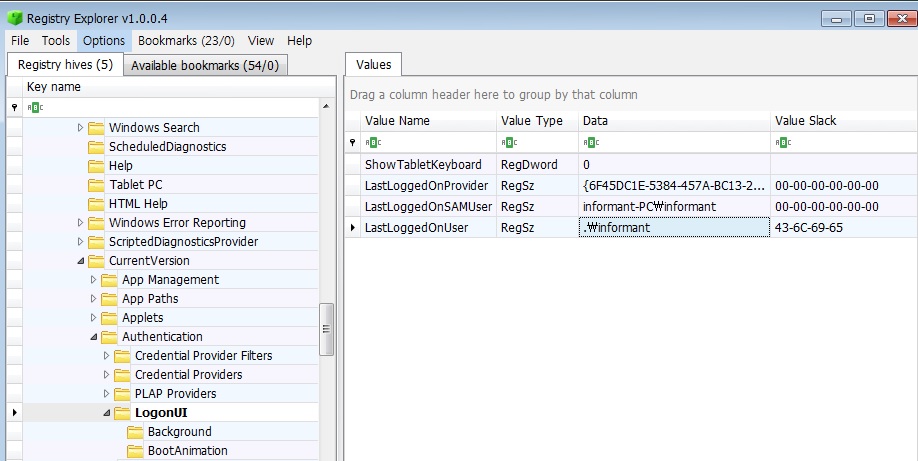 Registry Explorer v1.0.0.4
File Tools Options Bookmarks (23/0) View Help
Registry hives (5) Available bookmarks (54/0)
Key name
ABC
Windows Search
ScheduledDiagnostics
Help
Tablet PC
HTML Help
Windows Error Reporting
ScriptedDiagnosticsProvider
CurrentVersion
App Management
App Paths
Applets
Authentication
Credential Provider Filters
Credential Providers
PLAP Providers
LogonUI
Background
BootAnimation
Values
Drag a column header here to group by that column
Value Name Value Type Data Value Slack
ABC ABC ABC ABC
ShowTabletKeyboard RegDword 0
LastLoggedOnProvider RegSz {6F45DC1E-5384-457A-BC13-2... 00-00-00-00-00-00
LastLoggedOnSAMUser RegSz informant-PC₩informant 00-00-00-00-00-00
LastLoggedOnUser RegSz .₩informant 43-6C-69-65